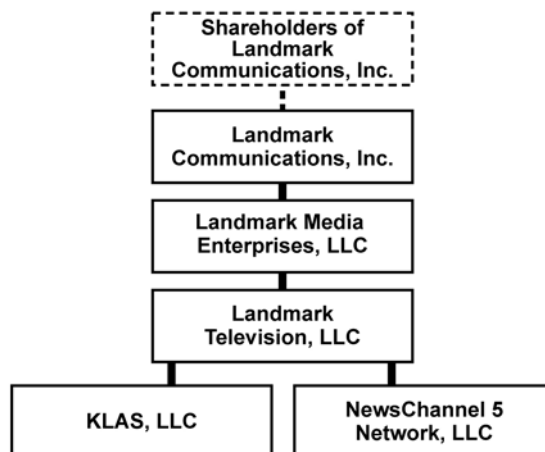 Shareholders of
Landmark
Communications, Inc.
Landmark
Communications, Inc.
Landmark Media
Enterprises, LLC
Landmark
Television, LLC
KLAS, LLC
NewsChannel 5
Network, LLC